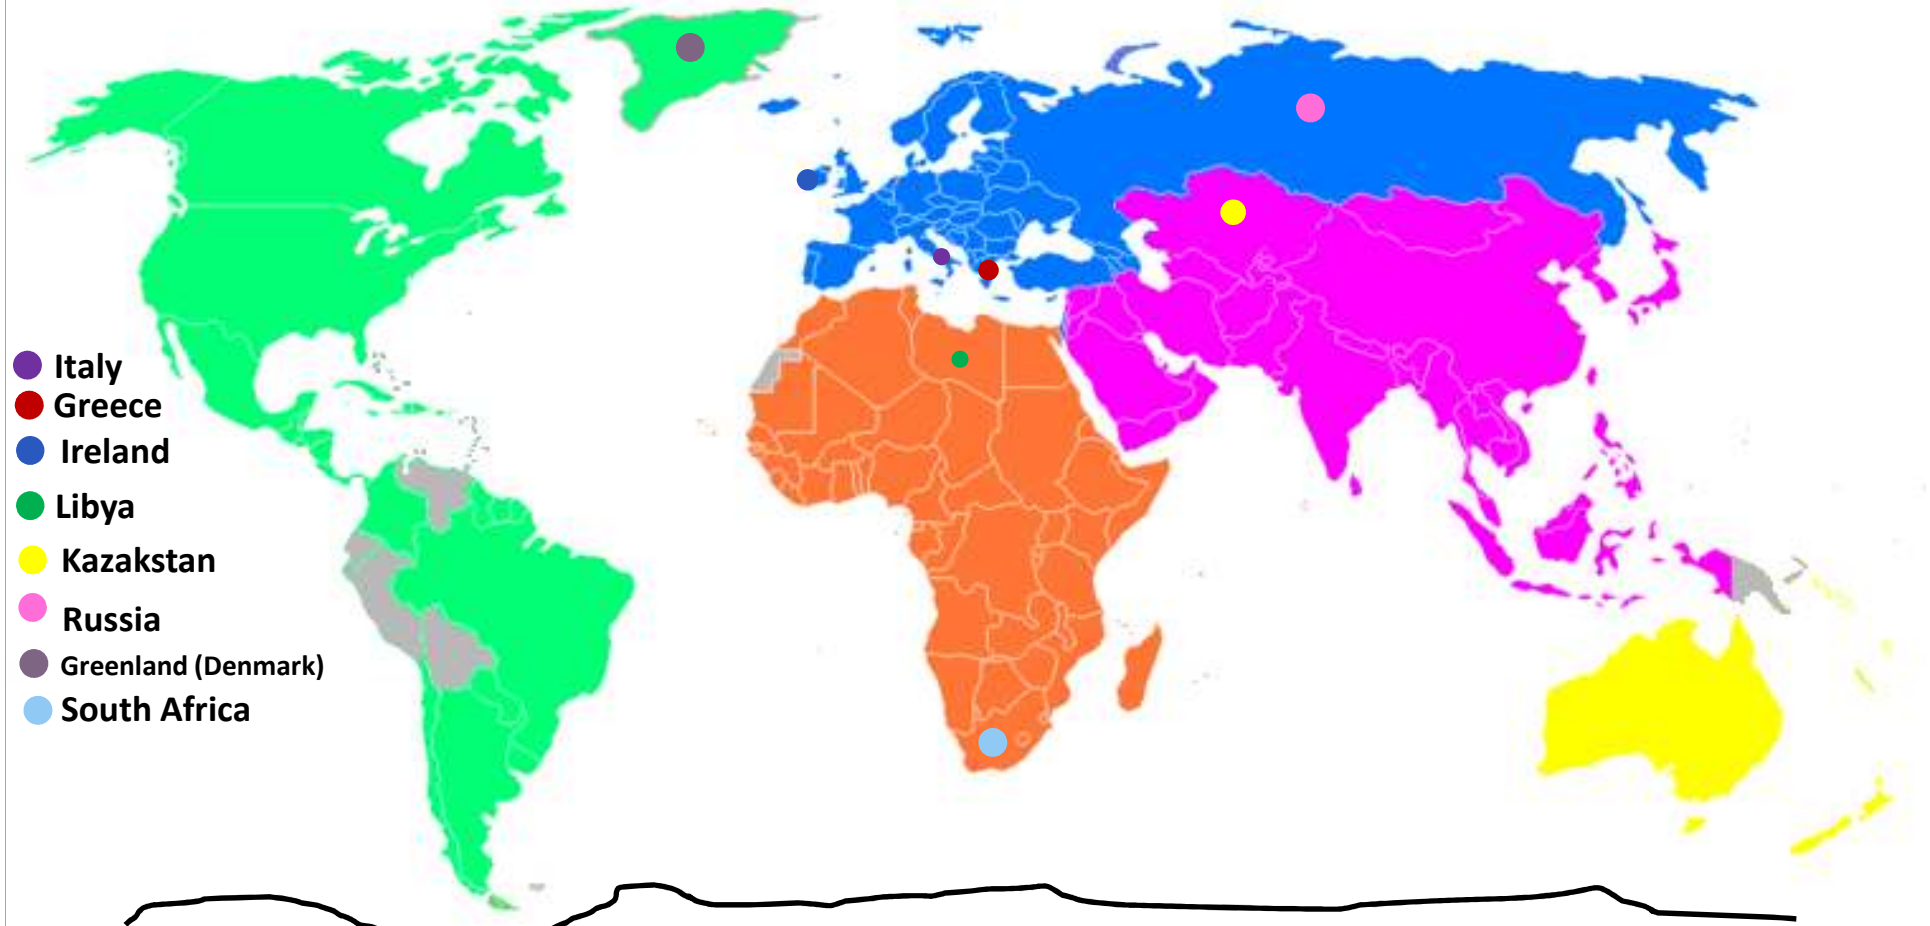 Italy
Greece
Ireland
Libya
Kazakstan
Russia
Greenland (Denmark)
South Africa